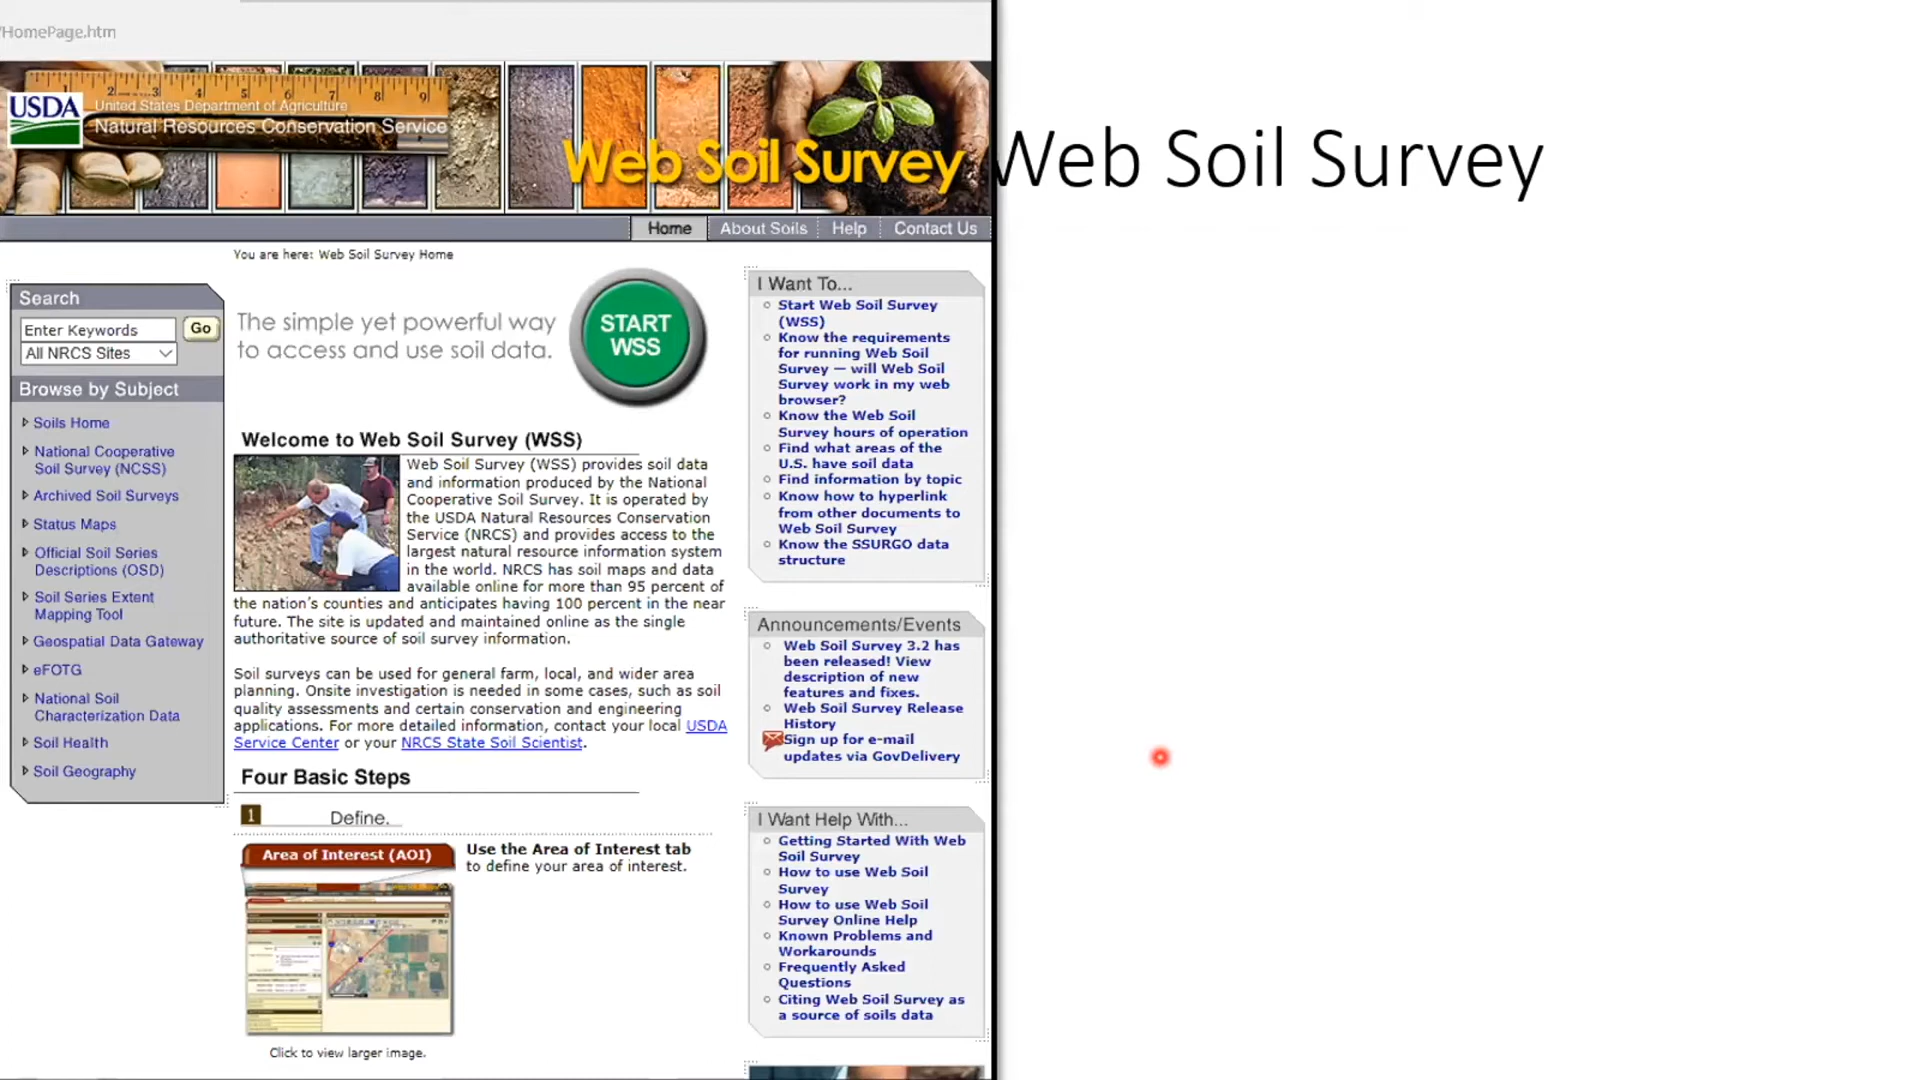 /HomePage.htm
USDA
United States Department of Agriculture
Natural Resources Conservation Service
Web Soil Survey
Web Soil Survey
Home
About Soils
Help
Contact Us
You are here: Web Soil Survey Home
Search
Enter Keywords
Go
All NRCS Sites
Browse by Subject
Soils Home
National Cooperative
Soil Survey (NCSS)
Archived Soil Surveys
Status Maps
Official Soil Series
Descriptions (OSD)
Soil Series Extent
Mapping Tool
Geospatial Data Gateway
eFOTG
National Soil
Characterization Data
Soil Health
Soil Geography
The simple yet powerful way
to access and use soil data.
START
WSS
Welcome to Web Soil Survey (WSS)
Web Soil Survey (WSS) provides soil data
and information produced by the National
Cooperative Soil Survey. It is operated by
the USDA Natural Resources Conservation
Service (NRCS) and provides access to the
largest natural resource information system
in the world. NRCS has soil maps and data
available online for more than 95 percent of
the nation's counties and anticipates having 100 percent in the near
future. The site is updated and maintained online as the single
authoritative source of soil survey information.
Soil surveys can be used for general farm, local, and wider area
planning. Onsite investigation is needed in some cases, such as soil
quality assessments and certain conservation and engineering
applications. For more detailed information, contact your local USDA
Service Center or your NRCS State Soil Scientist.
Four Basic Steps
1
Define.
Area of Interest (AOI)
Use the Area of Interest tab
to define your area of interest.
Click to view larger image.
I Want To...
Start Web Soil Survey
(WSS)
Know the requirements
for running Web Soil
Survey — will Web Soil
Survey work in my web
browser?
Know the Web Soil
Survey hours of operation
Find what areas of the
U.S. have soil data
Find information by topic
Know how to hyperlink
from other documents to
Web Soil Survey
Know the SSURGO data
structure
Announcements/Events
Web Soil Survey 3.2 has
been released! View
description of new
features and fixes.
Web Soil Survey Release
History
Sign up for e-mail
updates via GovDelivery
I Want Help With...
Getting Started With Web
Soil Survey
How to use Web Soil
Survey
How to use Web Soil
Survey Online Help
Known Problems and
Workarounds
Frequently Asked
Questions
Citing Web Soil Survey as
a source of soils data